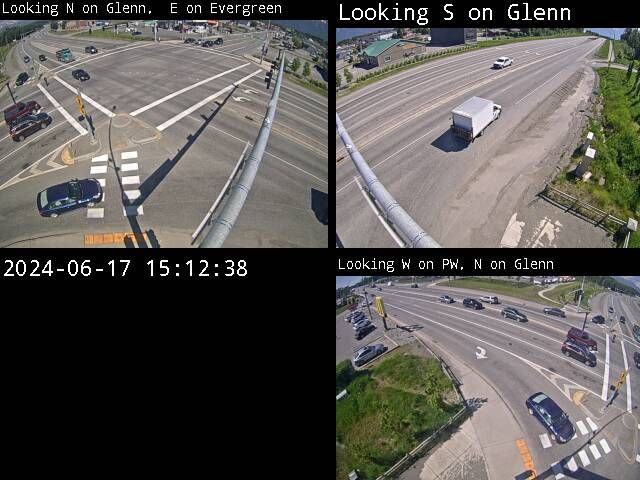 Looking N on Glenn,  E on Evergreen
Looking S on Glenn
2024-06-17 15:12:38
Looking W on PW, N on Glenn